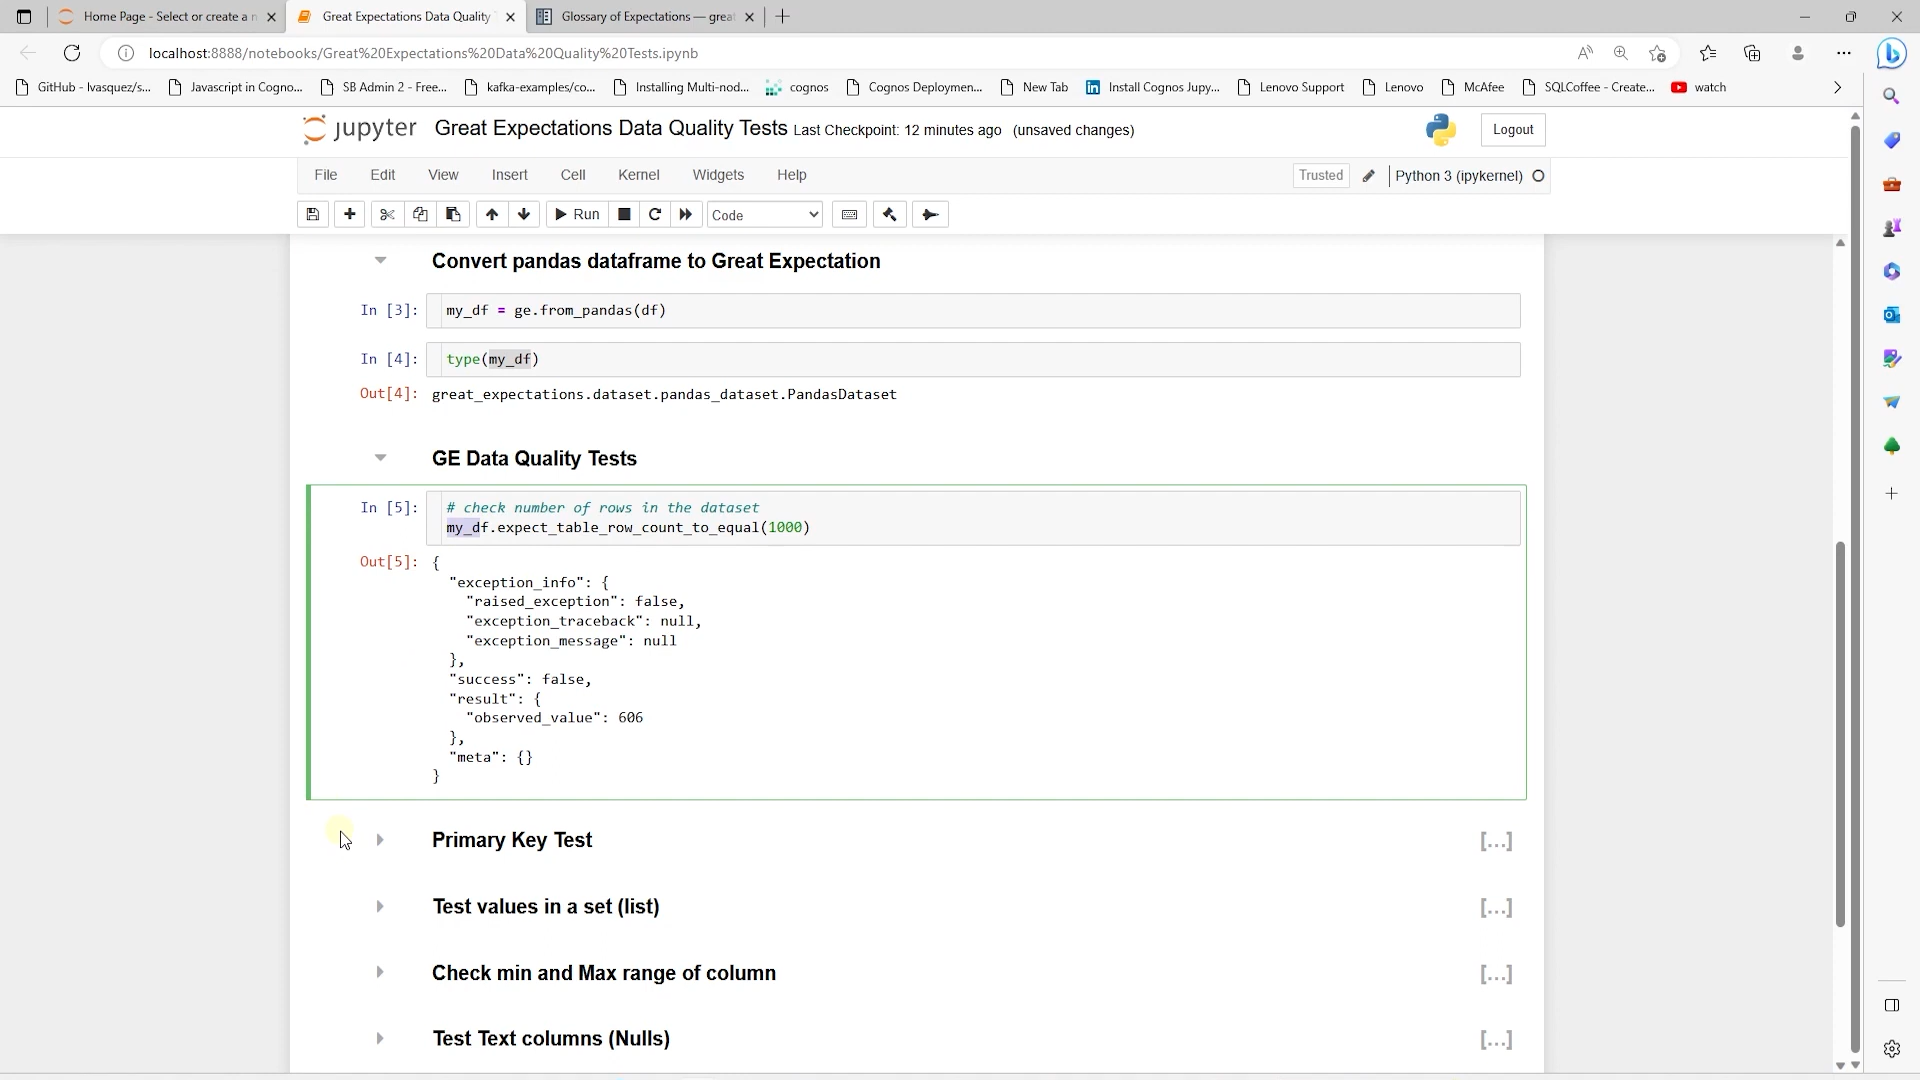 Home Page - Select or create a n
Great Expectations Data Quality
Glossary of Expectations — great
localhost:8888/notebooks/Great%20Expectations%20Data%20Quality%20Tests.ipynb
GitHub - lvasquez/s...
Javascript in Cogno...
SB Admin 2 - Free...
kafka-examples/co...
Installing Multi-nod...
cognos
Cognos Deploymen...
New Tab
Install Cognos Jupy...
Lenovo Support
Lenovo
McAfee
SQLCoffee - Create...
watch
jupyter Great Expectations Data Quality Tests Last Checkpoint: 12 minutes ago (unsaved changes)
Logout
File Edit View Insert Cell Kernel Widgets Help
Trusted
Python 3 (ipykernel)
Run
Code
Convert pandas dataframe to Great Expectation
In [3]: my_df = ge.from_pandas(df)
In [4]: type(my_df)
Out[4]: great_expectations.dataset.pandas_dataset.PandasDataset
GE Data Quality Tests
In [5]: # check number of rows in the dataset
my_df.expect_table_row_count_to_equal(1000)
Out[5]: {
"exception_info": {
"raised_exception": false,
"exception_traceback": null,
"exception_message": null
},
"success": false,
"result": {
"observed_value": 606
},
"meta": {}
}
Primary Key Test [...]
Test values in a set (list) [...]
Check min and Max range of column [...]
Test Text columns (Nulls) [...]